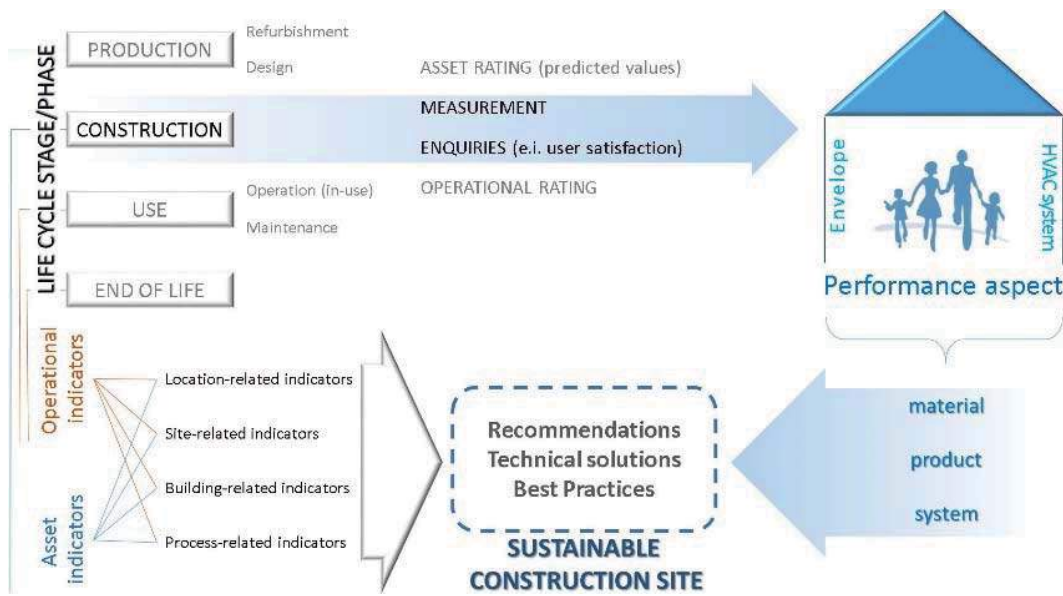 LIFE CYCLE STAGE/PHASE
PRODUCTION
Refurbishment
Design
ASSET RATING (predicted values)
CONSTRUCTION
MEASUREMENT
ENQUIRIES (e.i. user satisfaction)
USE
Operation (in-use)
OPERATIONAL RATING
Maintenance
END OF LIFE
Envelope
HVAC system
Performance aspect
Operational
indicators
Asset
indicators
Location-related indicators
Site-related indicators
Building-related indicators
Process-related indicators
Recommendations
Technical solutions
Best Practices
SUSTAINABLE
CONSTRUCTION SITE
material
product
system